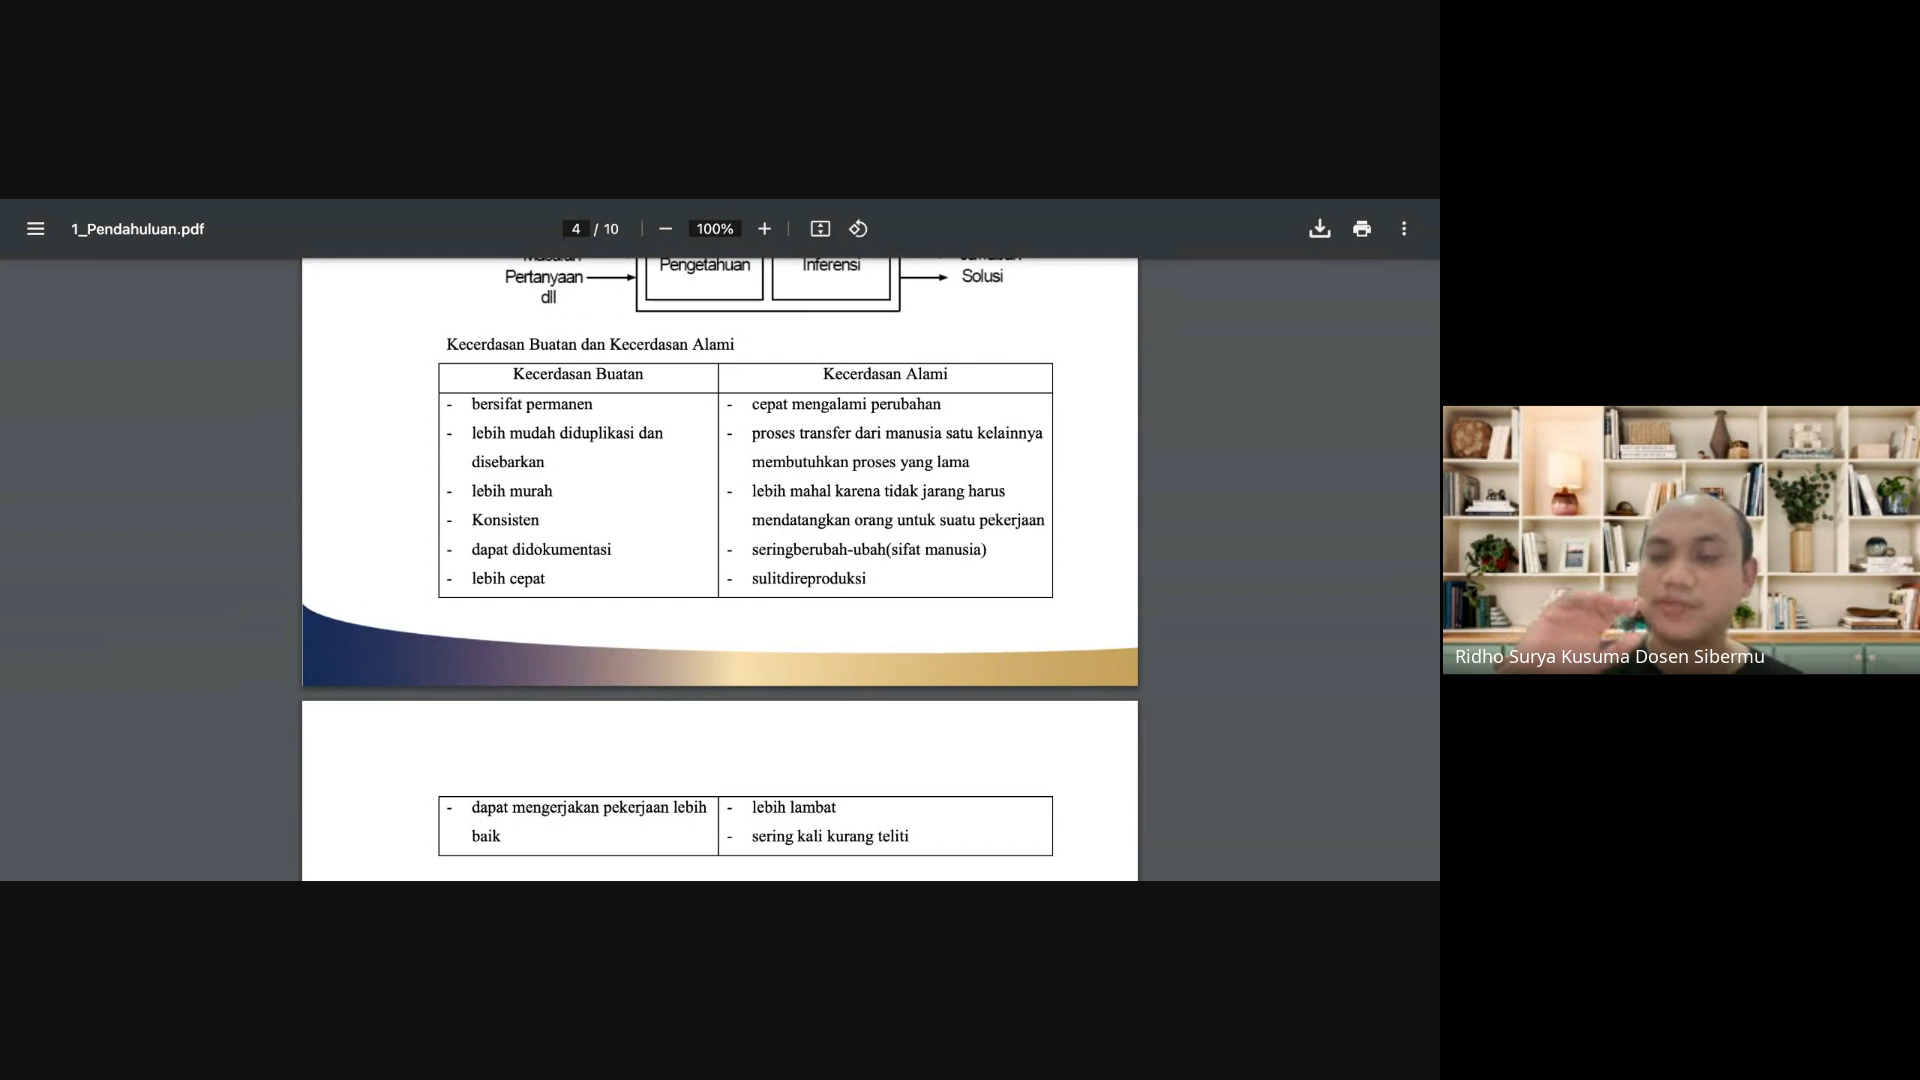 1_Pendahuluan.pdf
4 / 10
100%
Pengetahuan
Inferensi
Pertanyaan
Solusi
dll
Kecerdasan Buatan dan Kecerdasan Alami
Kecerdasan Buatan
- bersifat permanen
- lebih mudah diduplikasi dan
disebarkan
- lebih murah
- Konsisten
- dapat didokumentasi
- lebih cepat
Kecerdasan Alami
- cepat mengalami perubahan
- proses transfer dari manusia satu kelainnya
membutuhkan proses yang lama
- lebih mahal karena tidak jarang harus
mendatangkan orang untuk suatu pekerjaan
- seringberubah-ubah(sifat manusia)
- sulitdireproduksi
- dapat mengerjakan pekerjaan lebih
baik
- lebih lambat
- sering kali kurang teliti
Ridho Surya Kusuma Dosen Sibermu